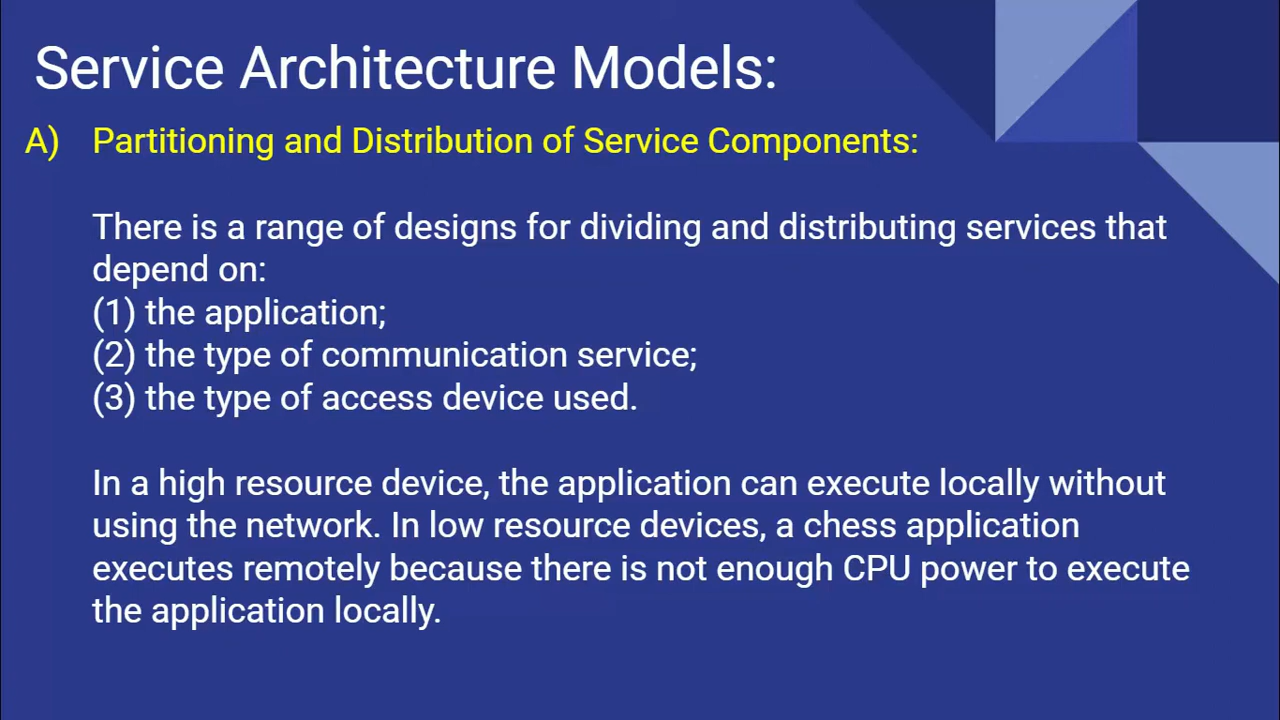 Service Architecture Models:
A) Partitioning and Distribution of Service Components:
There is a range of designs for dividing and distributing services that
depend on:
(1) the application;
(2) the type of communication service;
(3) the type of access device used.
In a high resource device, the application can execute locally without
using the network. In low resource devices, a chess application
executes remotely because there is not enough CPU power to execute
the application locally.